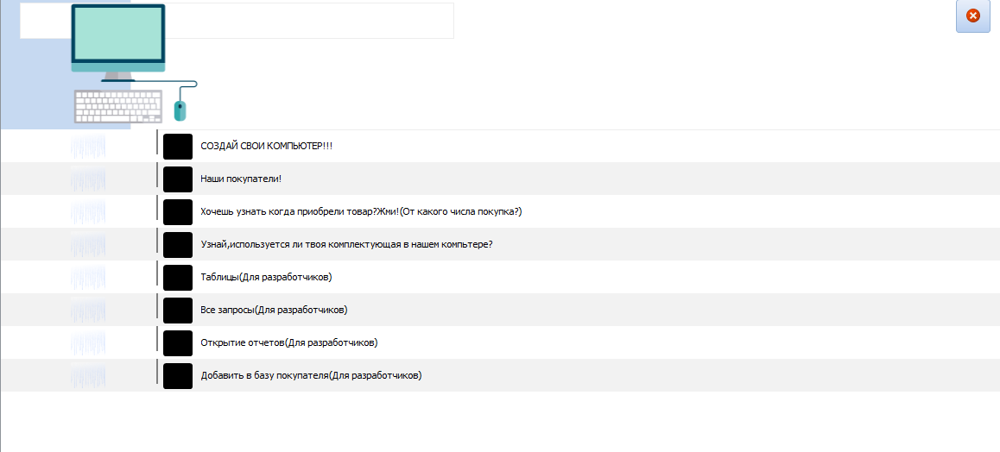 СОЗДАЙ СВОИ КОМПЬЮТЕР!!!
Наши покупатели!
Хочешь узнать когда приобрели товар?Жми!(От какого числа покупка?)
Узнай,используется ли твоя комплектующая в нашем компьтере?
Таблицы(Для разработчиков)
Все запросы(Для разработчиков)
Открытие отчетов(Для разработчиков)
Добавить в базу покупателя(Для разработчиков)